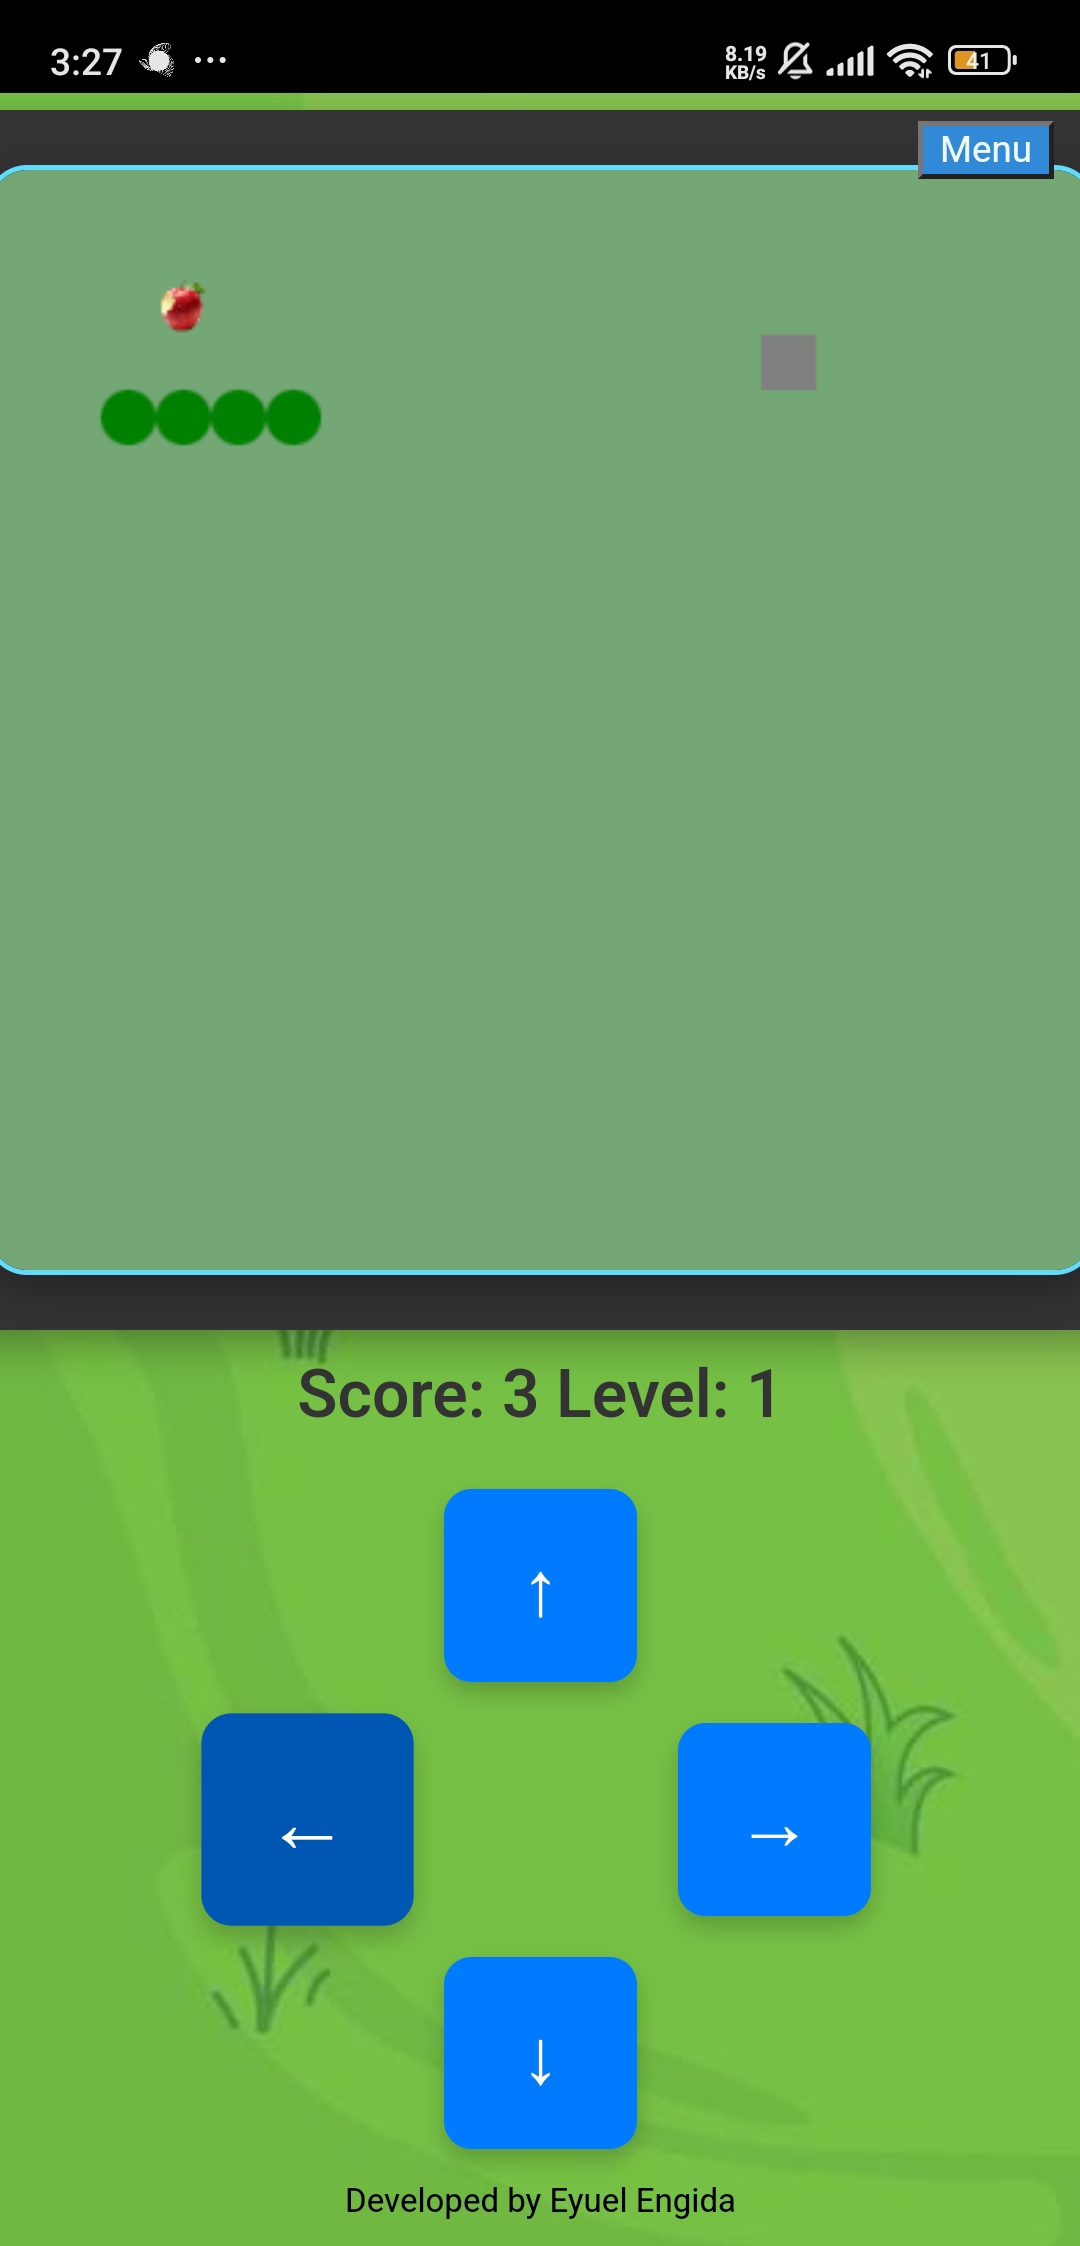 3:27 ... 8.19 KB/s 41
Menu
Score: 3 Level: 1
↑
← →
↓
Developed by Eyuel Engida